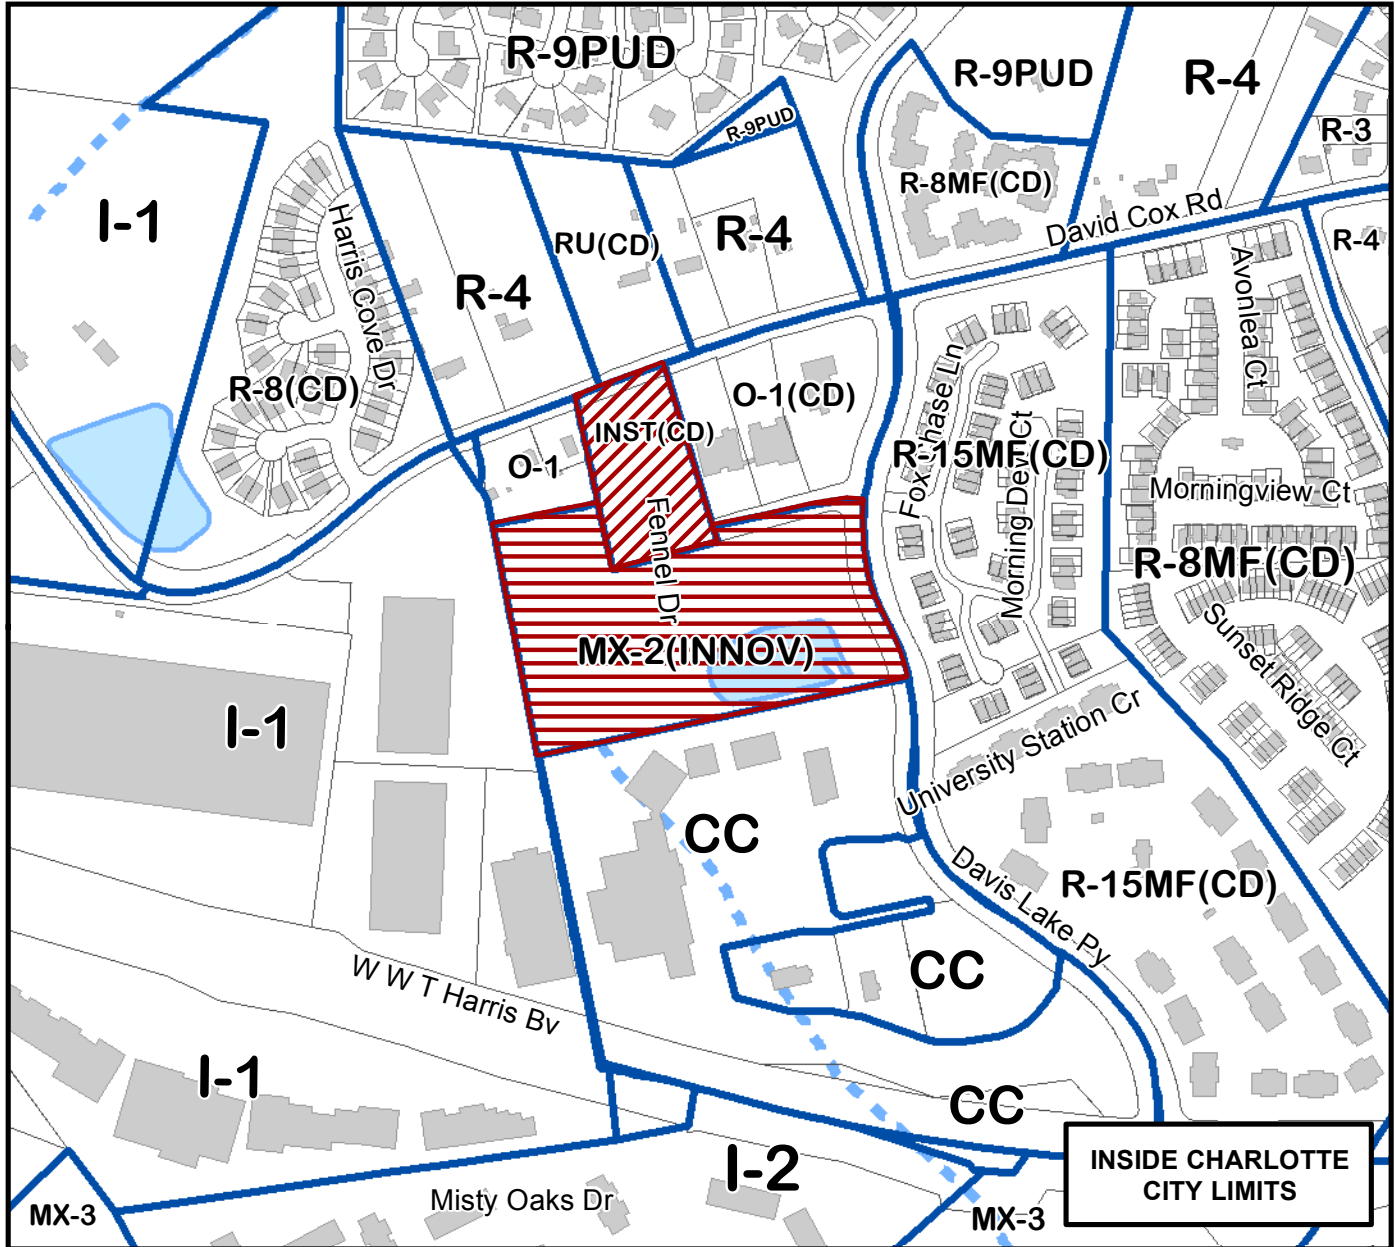 R-9PUD
R-9PUD
R-4
R-3
R-9PUD
R-8MF(CD)
I-1
Harris Cove Dr
RU(CD)
R-4
David Cox Rd
R-4
R-4
Avonlea Ct
R-8(CD)
O-1(CD)
INST(CD)
O-1
Fox Chase Ln
R-15MF(CD)
Morning Dew Ct
Morningview Ct
Fennel Dr
R-8MF(CD)
MX-2(INNOV)
Sunset Ridge Ct
I-1
University Station Cr
CC
Davis Lake Py
R-15MF(CD)
CC
W W T Harris Bv
I-1
CC
I-2
INSIDE CHARLOTTE
CITY LIMITS
Misty Oaks Dr
MX-3
MX-3